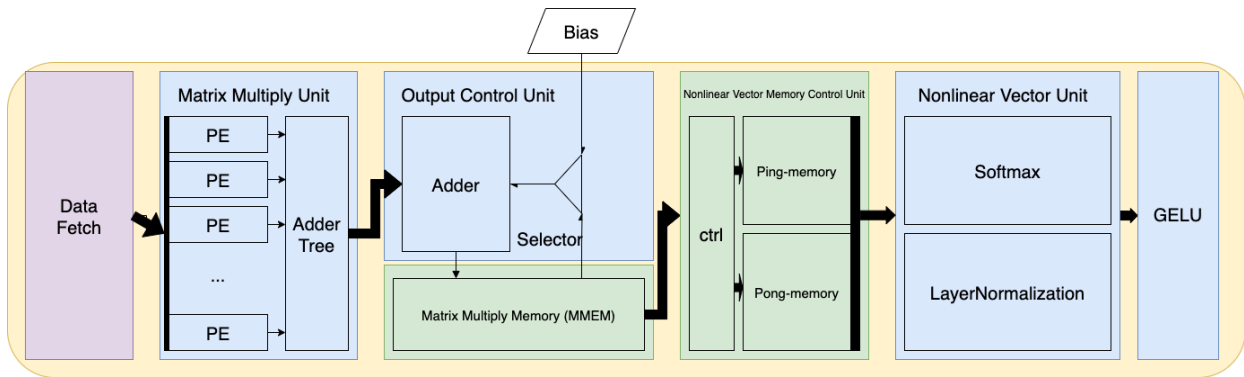 Bias
Data
Fetch
Matrix Multiply Unit
PE
PE
PE
...
PE
Adder
Tree
Output Control Unit
Adder
Selector
Matrix Multiply Memory (MMEM)
Nonlinear Vector Memory Control Unit
ctrl
Ping-memory
Pong-memory
Nonlinear Vector Unit
Softmax
LayerNormalization
GELU